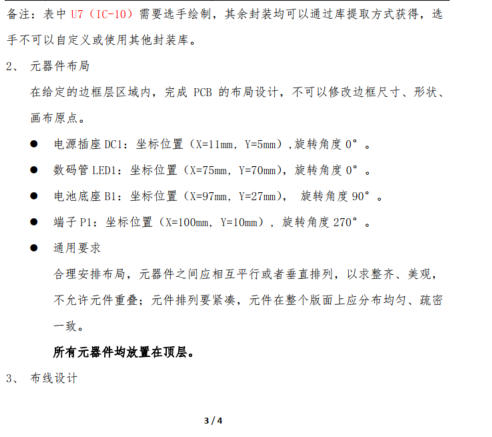 备注：表中 U7（IC-10）需要选手绘制，其余封装均可以通过库提取方式获得，选
手不可以自定义或使用其他封装库。
2、 元器件布局
在给定的边框层区域内，完成 PCB 的布局设计，不可以修改边框尺寸、形状、
画布原点。
● 电源插座 DC1：坐标位置（X=11mm, Y=5mm）,旋转角度 0° 。
● 数码管 LED1：坐标位置（X=75mm, Y=70mm），旋转角度 0° 。
● 电池底座 B1：坐标位置（X=97mm, Y=27mm）， 旋转角度 90° 。
● 端子 P1：坐标位置（X=100mm, Y=10mm），旋转角度 270° 。
● 通用要求
合理安排布局，元器件之间应相互平行或者垂直排列，以求整齐、美观，
不允许元件重叠；元件排列要紧凑，元件在整个版面上应分布均匀、疏密
一致。
所有元器件均放置在顶层。
3、 布线设计
3 / 4